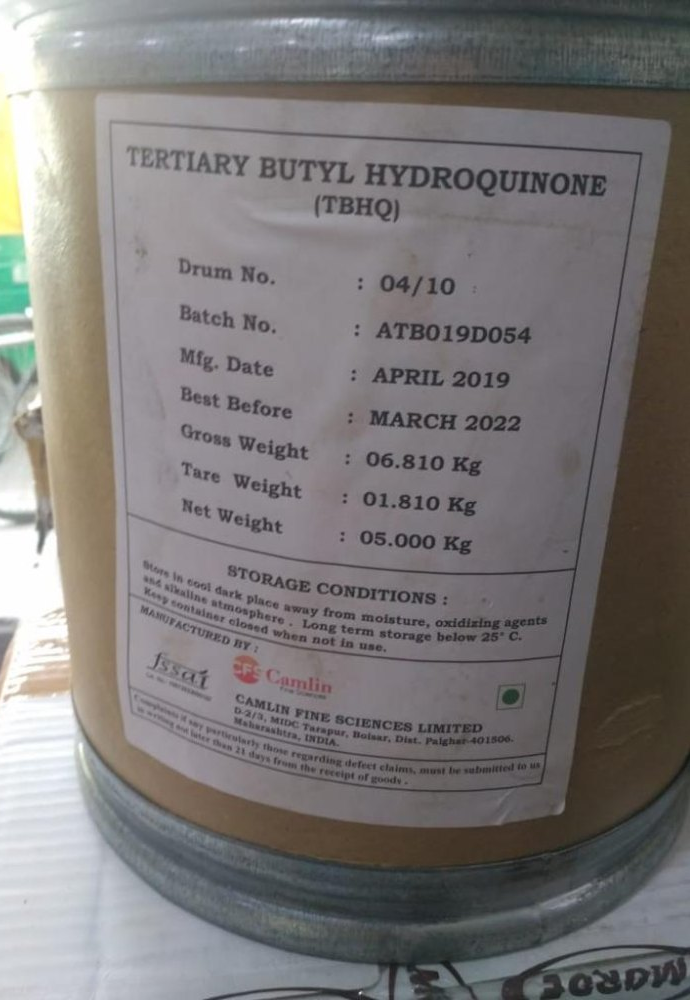 TERTIARY BUTYL HYDROQUINONE
(TBHQ)
Drum No. : 04/10
Batch No. : ATB019D054
Mfg. Date : APRIL 2019
Best Before : MARCH 2022
Gross Weight : 06.810 Kg
Tare Weight : 01.810 Kg
Net Weight : 05.000 Kg
STORAGE CONDITIONS :
Store in cool dark place away from moisture, oxidizing agents
and alkaline atmosphere . Long term storage below 25° C.
Keep container closed when not in use.
MANUFACTURED BY :
fssai
CFS Camlin
Fine Sciences
CAMLIN FINE SCIENCES LIMITED
D-2/3, MIDC Tarapur, Boisar, Dist. Palghar-401506.
Maharashtra, INDIA.
Complaints if any particularly those regarding defect claims, must be submitted to us
in writing not later than 21 days from the receipt of goods .